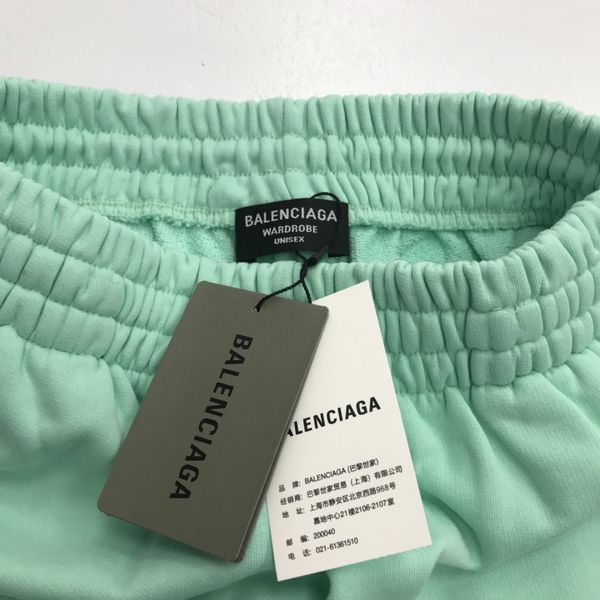 BALENCIAGA
WARDROBE
UNISEX
BALENCIAGA
ALENCIAGA
品 牌: BALENCIAGA (巴黎世家)
经销商: 巴黎世家贸易(上海)有限公司
地 址: 上海市静安区北京西路968号
嘉地中心21楼2106-2107室
邮 编: 200040
电 话: 021-61361510